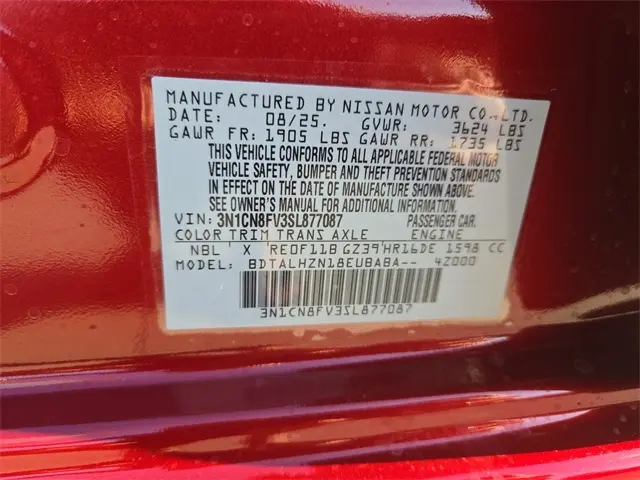 MANUFACTURED BY NISSAN MOTOR CO.,LTD.
DATE: 08/25. GVWR: 3624 LBS
GAWR FR: 1905 LBS GAWR RR: 1735 LBS
THIS VEHICLE CONFORMS TO ALL APPLICABLE FEDERAL MOTOR
VEHICLE SAFETY, BUMPER AND THEFT PREVENTION STANDARDS
IN EFFECT ON THE DATE OF MANUFACTURE SHOWN ABOVE.
SEE OWNER'S MANUAL FOR ADDITIONAL INFORMATION.
VIN: 3N1CN8FV3SL877087 PASSENGER CAR.
COLOR TRIM TRANS AXLE ENGINE
NBL X RE0F11B GZ39 HR16DE 1598 CC
MODEL: BDTALHZN18EUBABA-- 4Z000
3N1CN8FV3SL877087